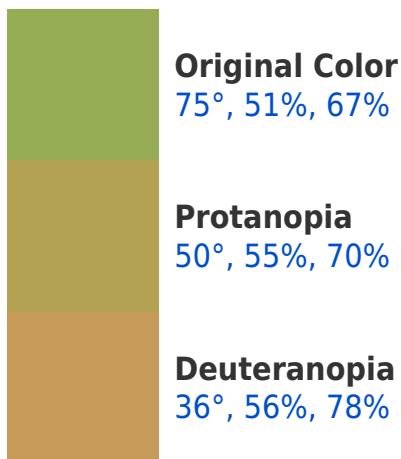 Original Color
75°, 51%, 67%
Protanopia
50°, 55%, 70%
Deuteranopia
36°, 56%, 78%